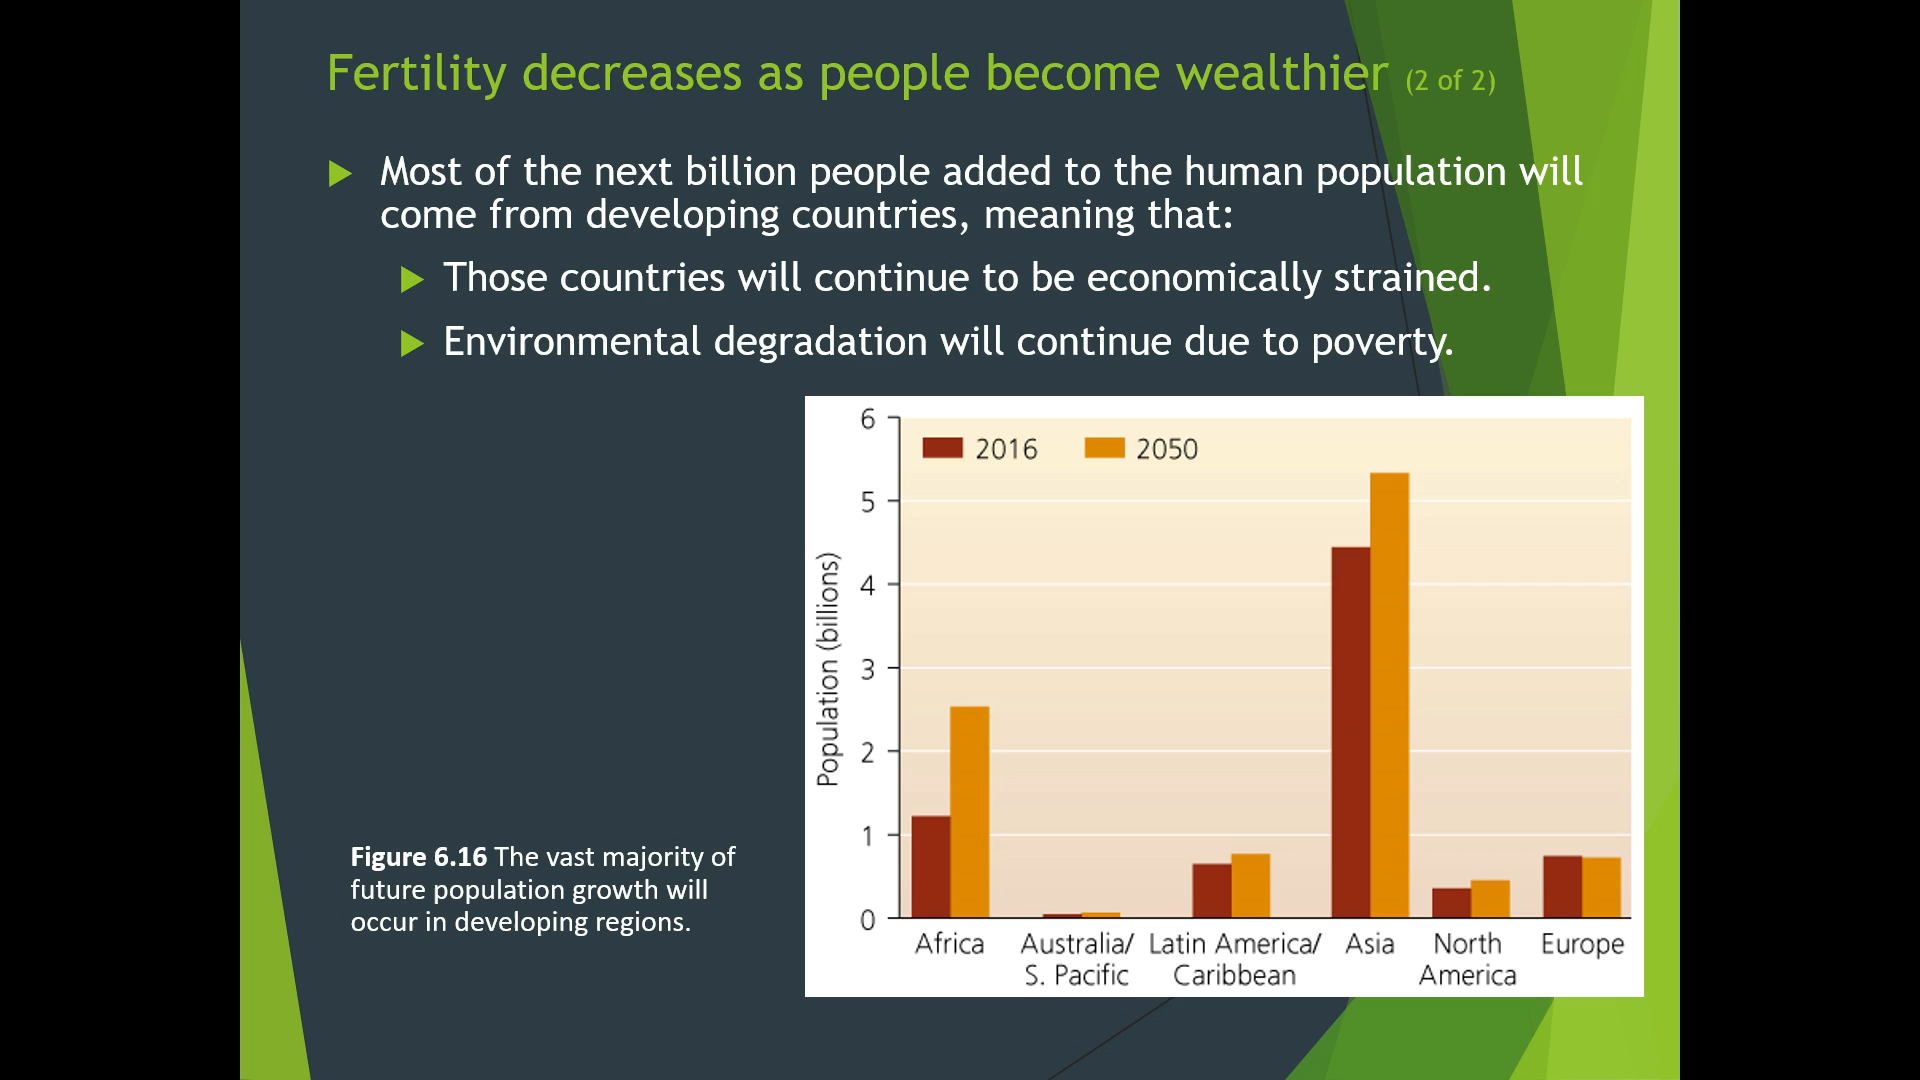 Fertility decreases as people become wealthier (2 of 2)
Most of the next billion people added to the human population will
come from developing countries, meaning that:
Those countries will continue to be economically strained.
Environmental degradation will continue due to poverty.
Figure 6.16 The vast majority of
future population growth will
occur in developing regions.
2016 2050
Population (billions)
6
5
4
3
2
1
0
Africa Australia/ Latin America/ Asia North Europe
S. Pacific Caribbean America